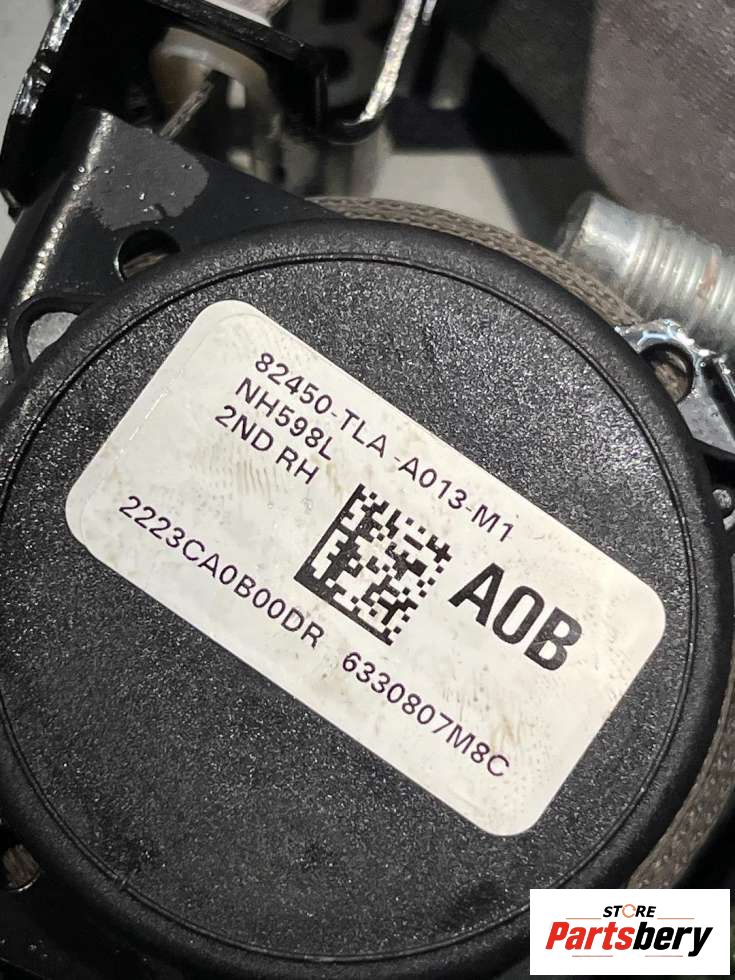 82450-TLA-A013-M1
NH598L
2ND RH
A0B
2223CA0B00DR 6330807M8C
STORE
Partsbery